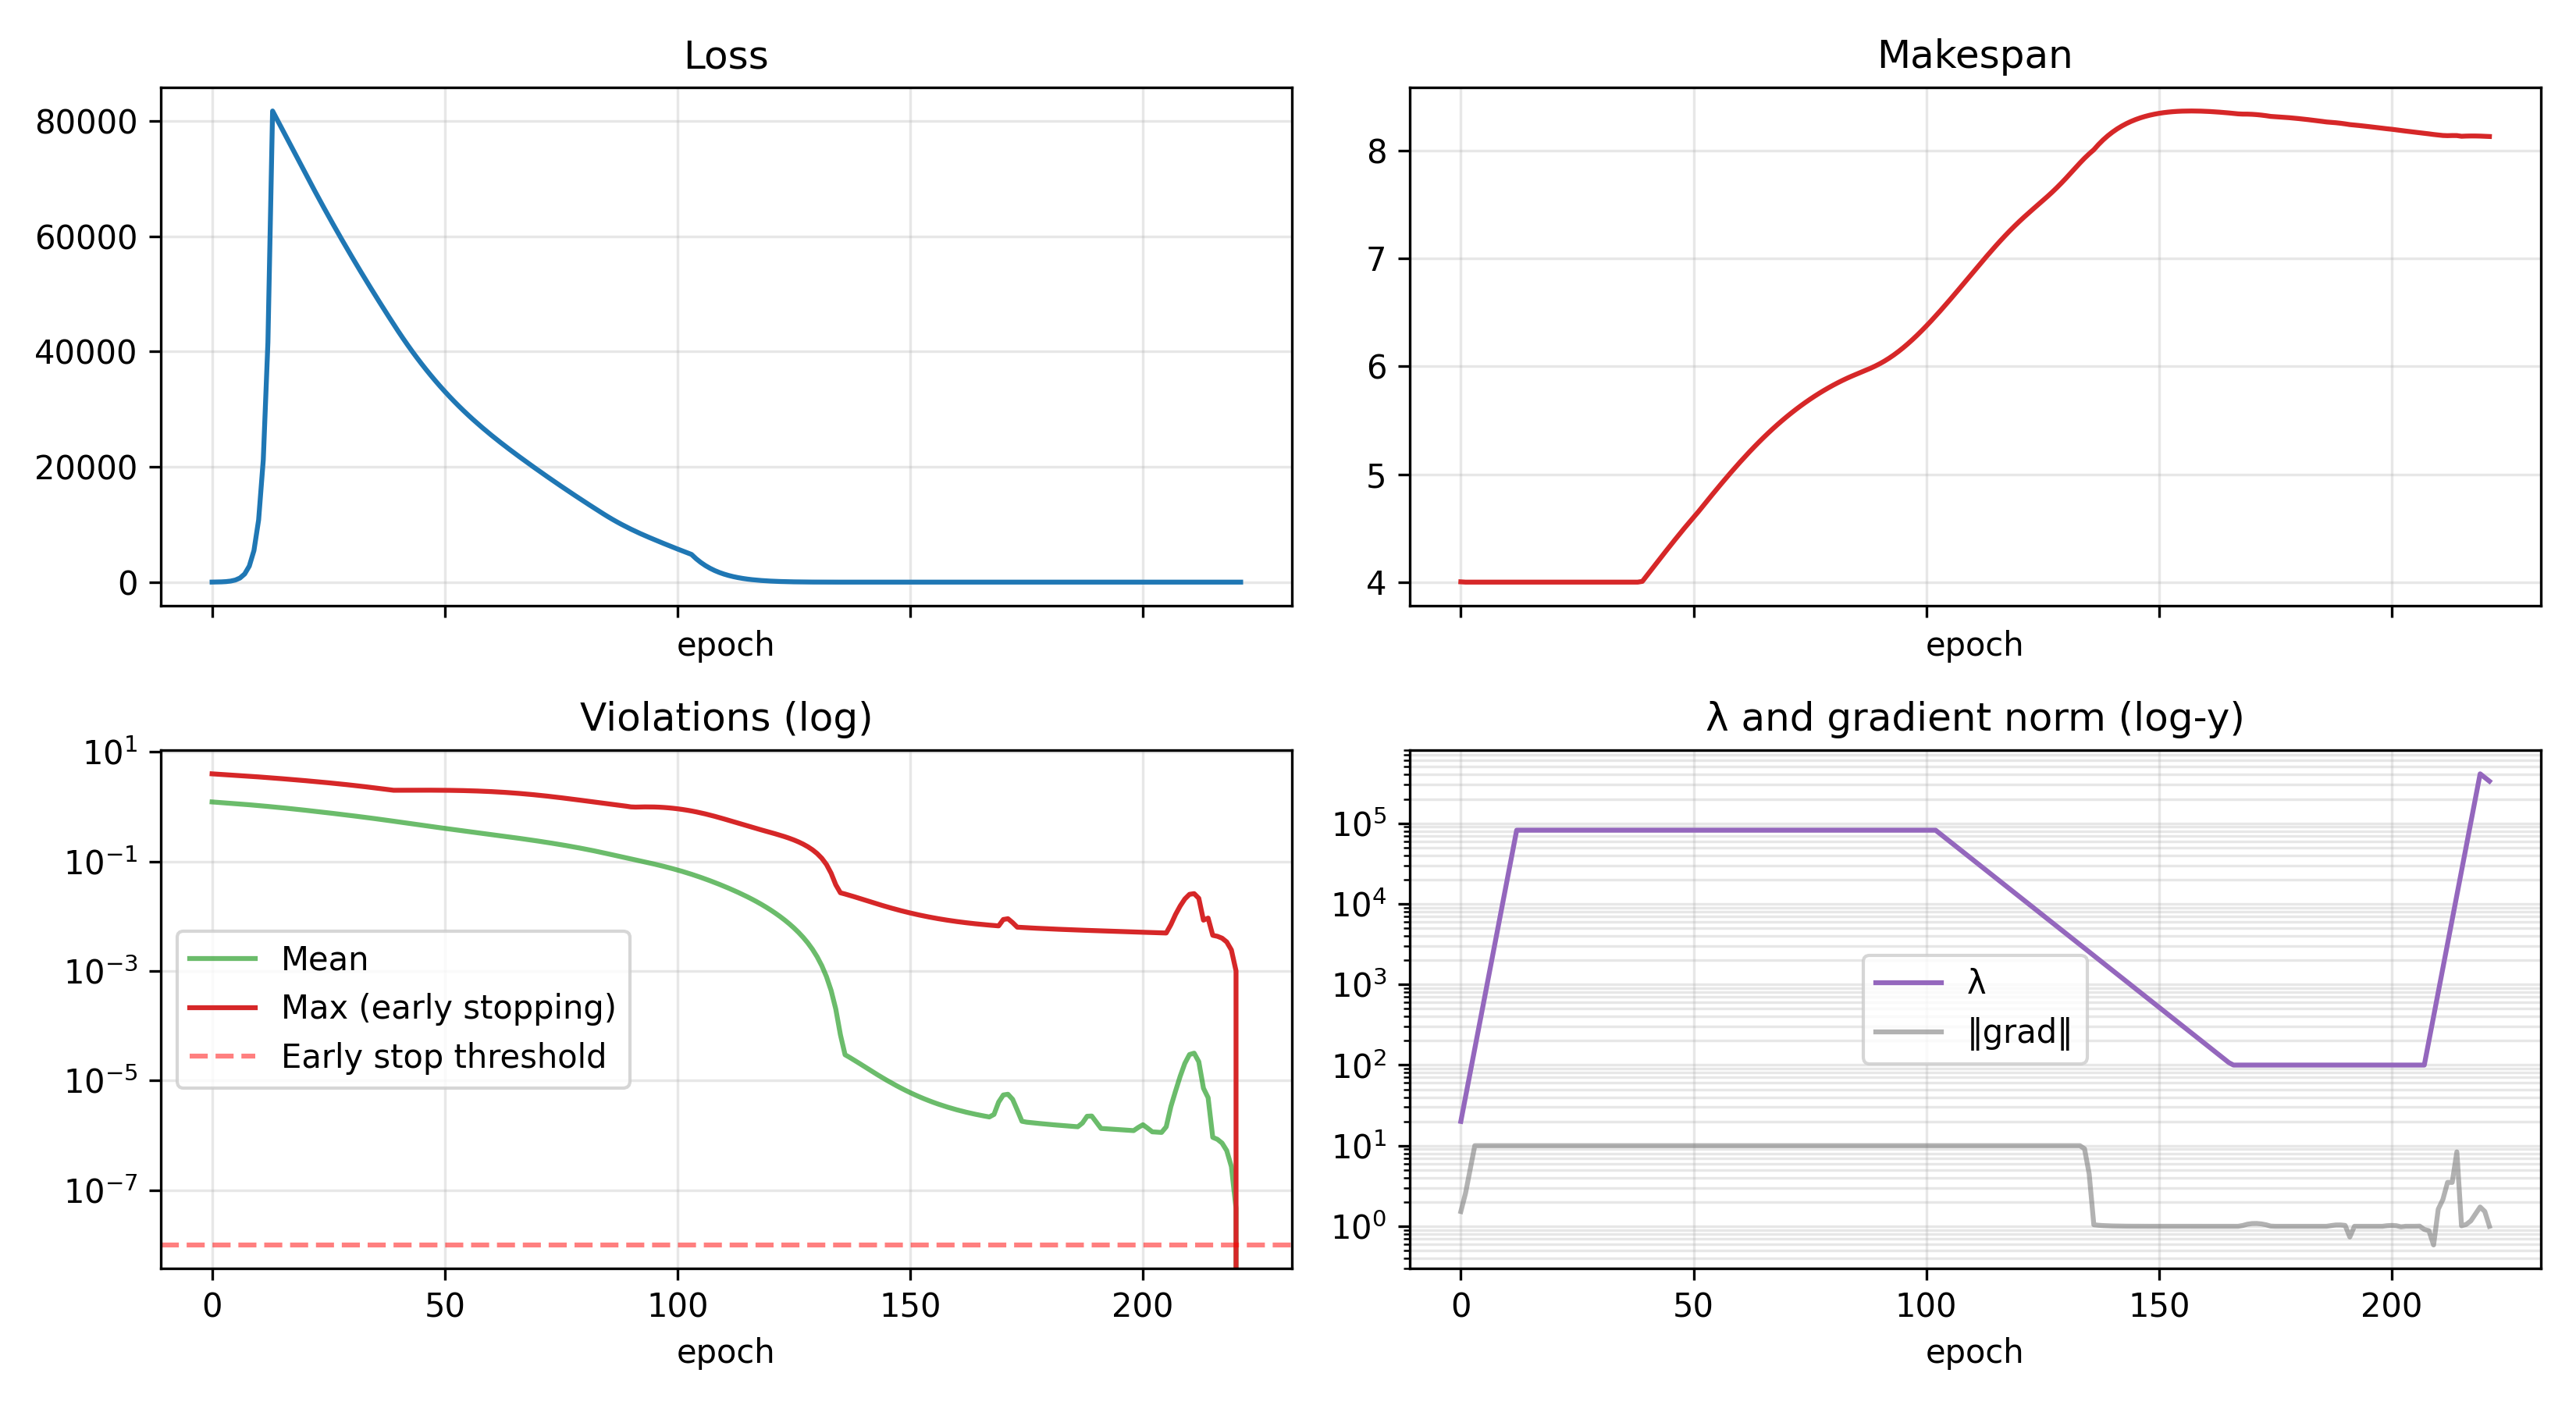 Loss
80000
60000
40000
20000
0
epoch
Makespan
8
7
6
5
4
epoch
Violations (log)
10¹
10⁻¹
10⁻³
10⁻⁵
10⁻⁷
Mean
Max (early stopping)
Early stop threshold
0 50 100 150 200
epoch
λ and gradient norm (log-y)
10⁵
10⁴
10³
10²
10¹
10⁰
λ
‖grad‖
0 50 100 150 200
epoch